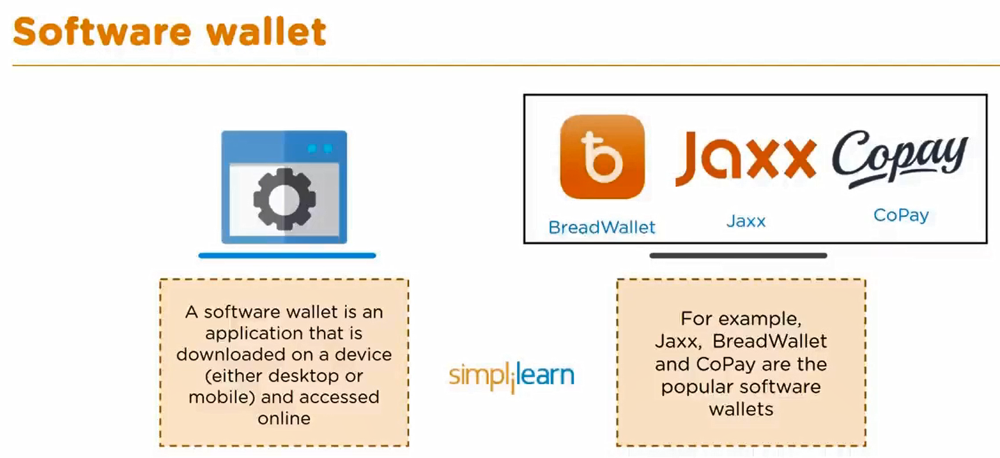 Software wallet
Jaxx
Copay
BreadWallet
Jaxx
CoPay
A software wallet is an
application that is
downloaded on a device
(either desktop or
mobile) and accessed
online
simplilearn
For example,
Jaxx, BreadWallet
and CoPay are the
popular software
wallets